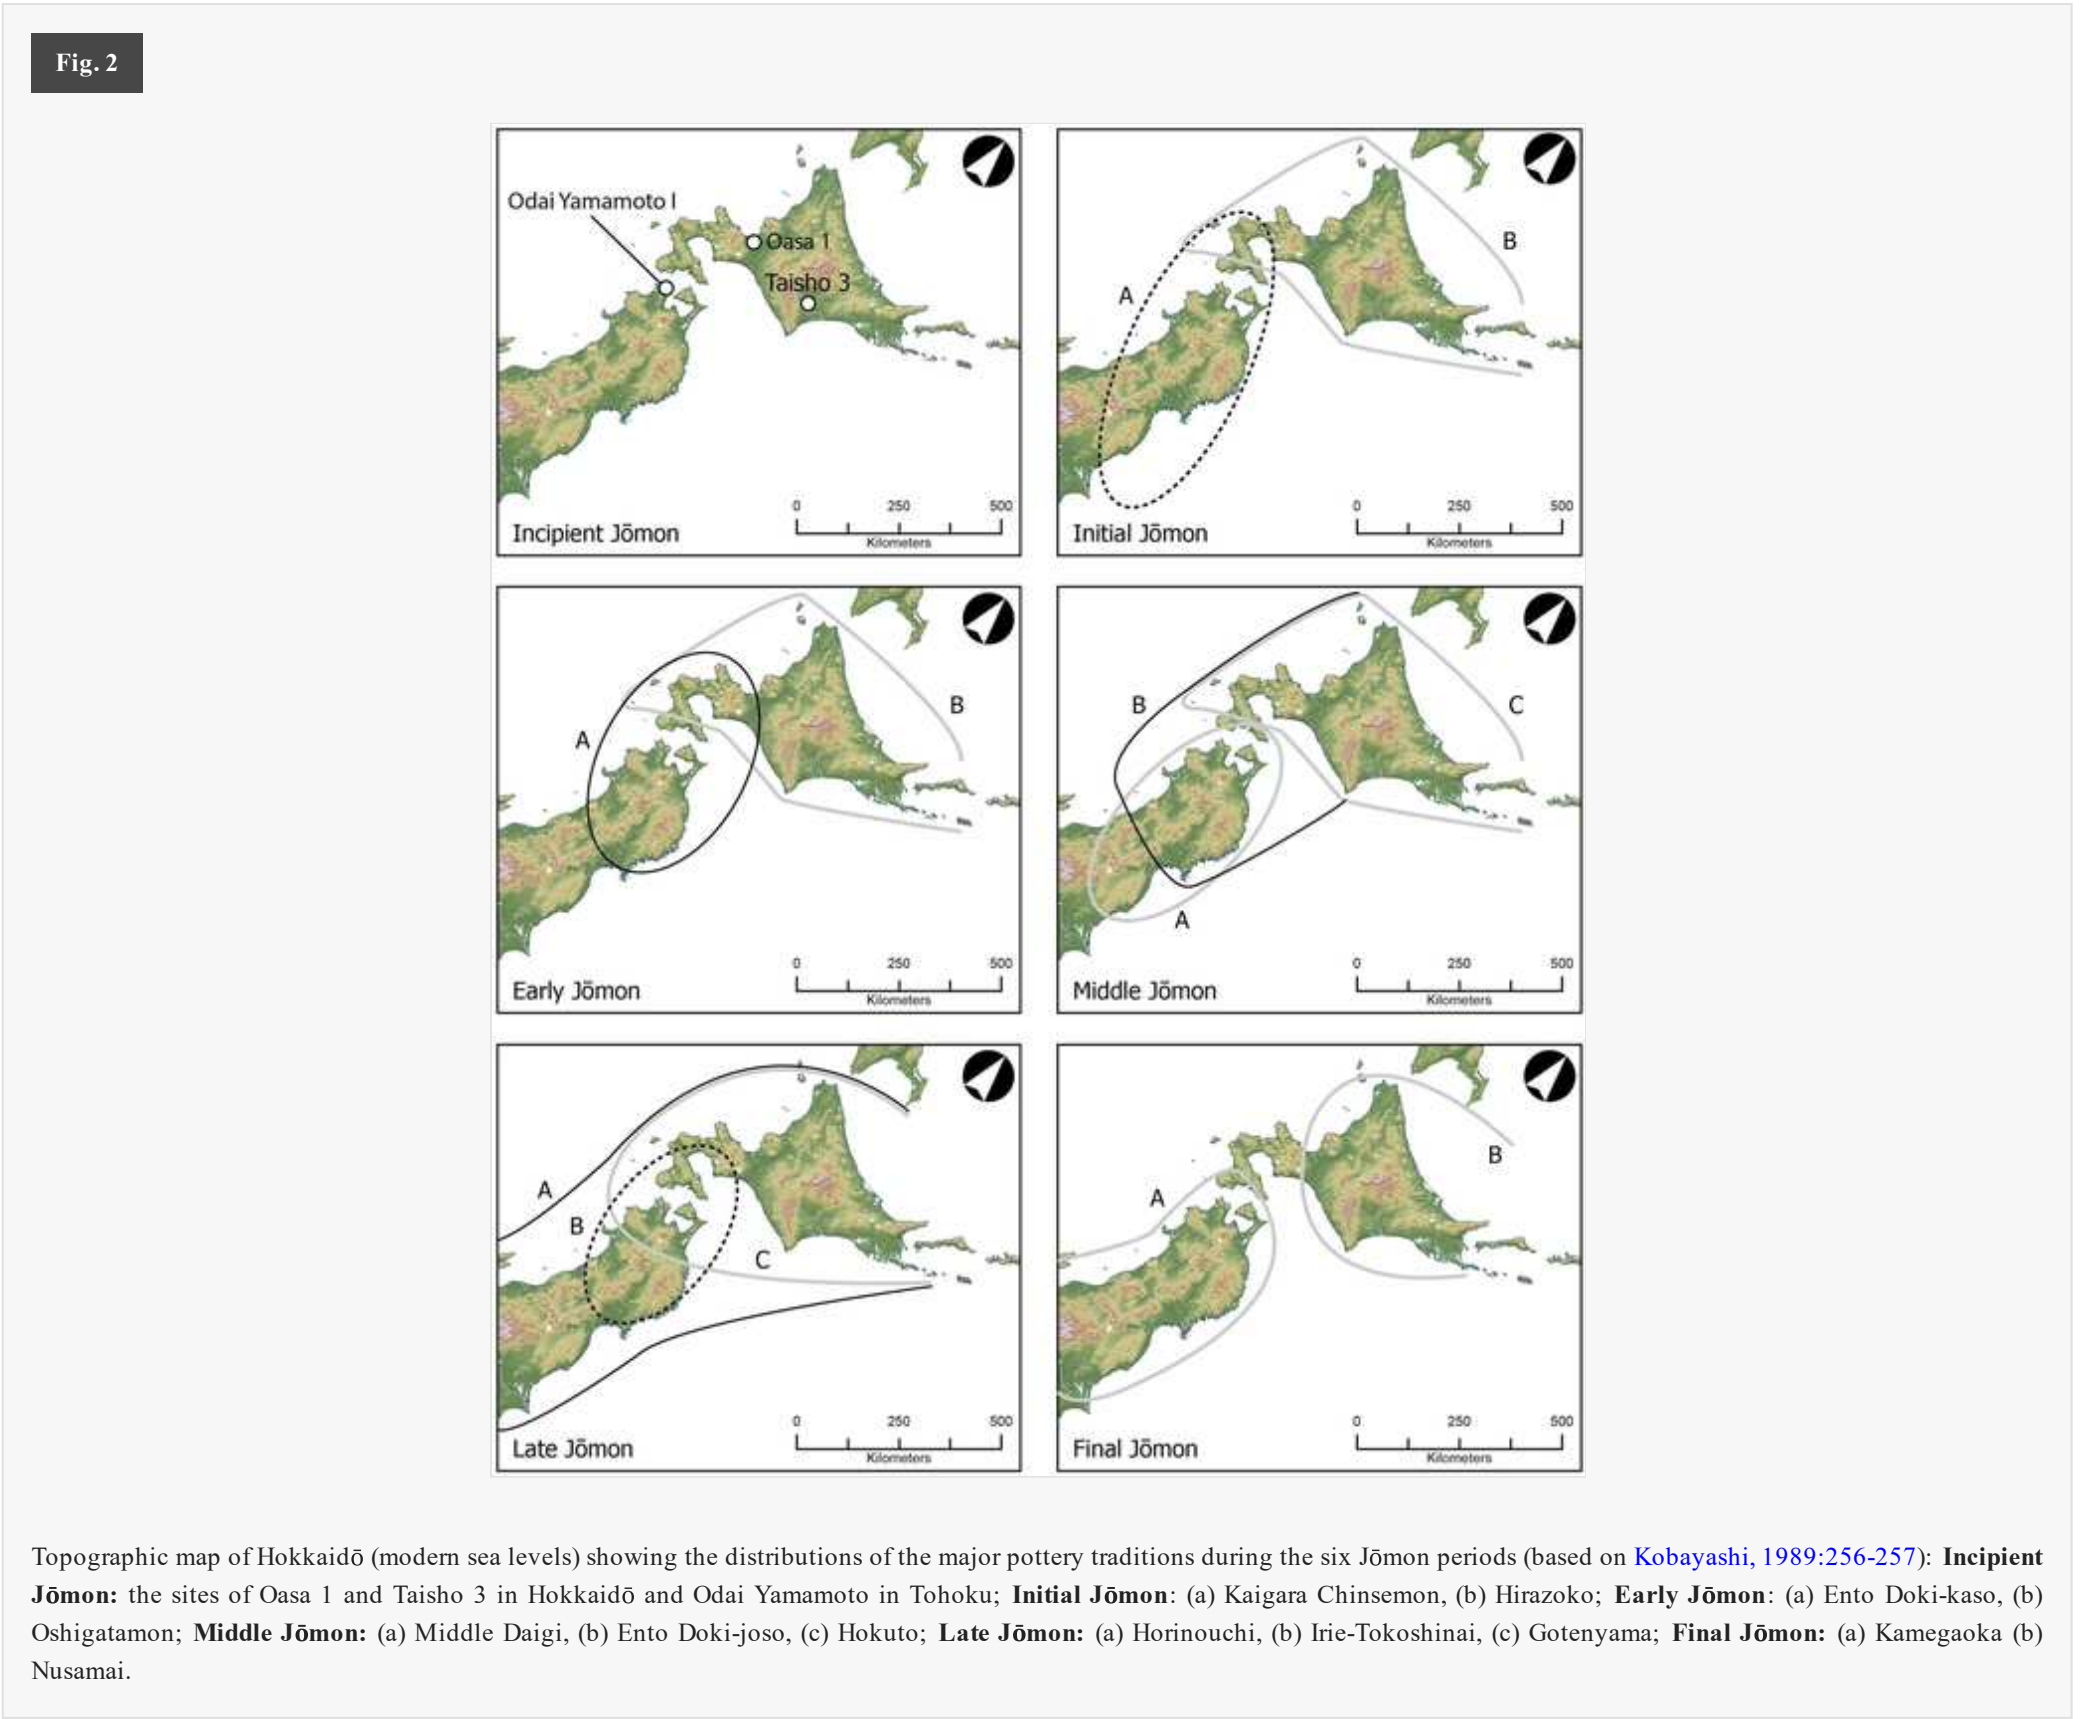 Fig. 2
Odai Yamamoto I
Oasa 1
Taisho 3
0 250 500
Kilometers
Incipient Jōmon
A
B
0 250 500
Kilometers
Initial Jōmon
A
B
0 250 500
Kilometers
Early Jōmon
B
C
A
0 250 500
Kilometers
Middle Jōmon
A
B
C
0 250 500
Kilometers
Late Jōmon
A
B
0 250 500
Kilometers
Final Jōmon
Topographic map of Hokkaidō (modern sea levels) showing the distributions of the major pottery traditions during the six Jōmon periods (based on Kobayashi, 1989:256-257): Incipient
Jōmon: the sites of Oasa 1 and Taisho 3 in Hokkaidō and Odai Yamamoto in Tohoku; Initial Jōmon: (a) Kaigara Chinsemon, (b) Hirazoko; Early Jōmon: (a) Ento Doki-kaso, (b)
Oshigatamon; Middle Jōmon: (a) Middle Daigi, (b) Ento Doki-joso, (c) Hokuto; Late Jōmon: (a) Horinouchi, (b) Irie-Tokoshinai, (c) Gotenyama; Final Jōmon: (a) Kamegaoka (b)
Nusamai.